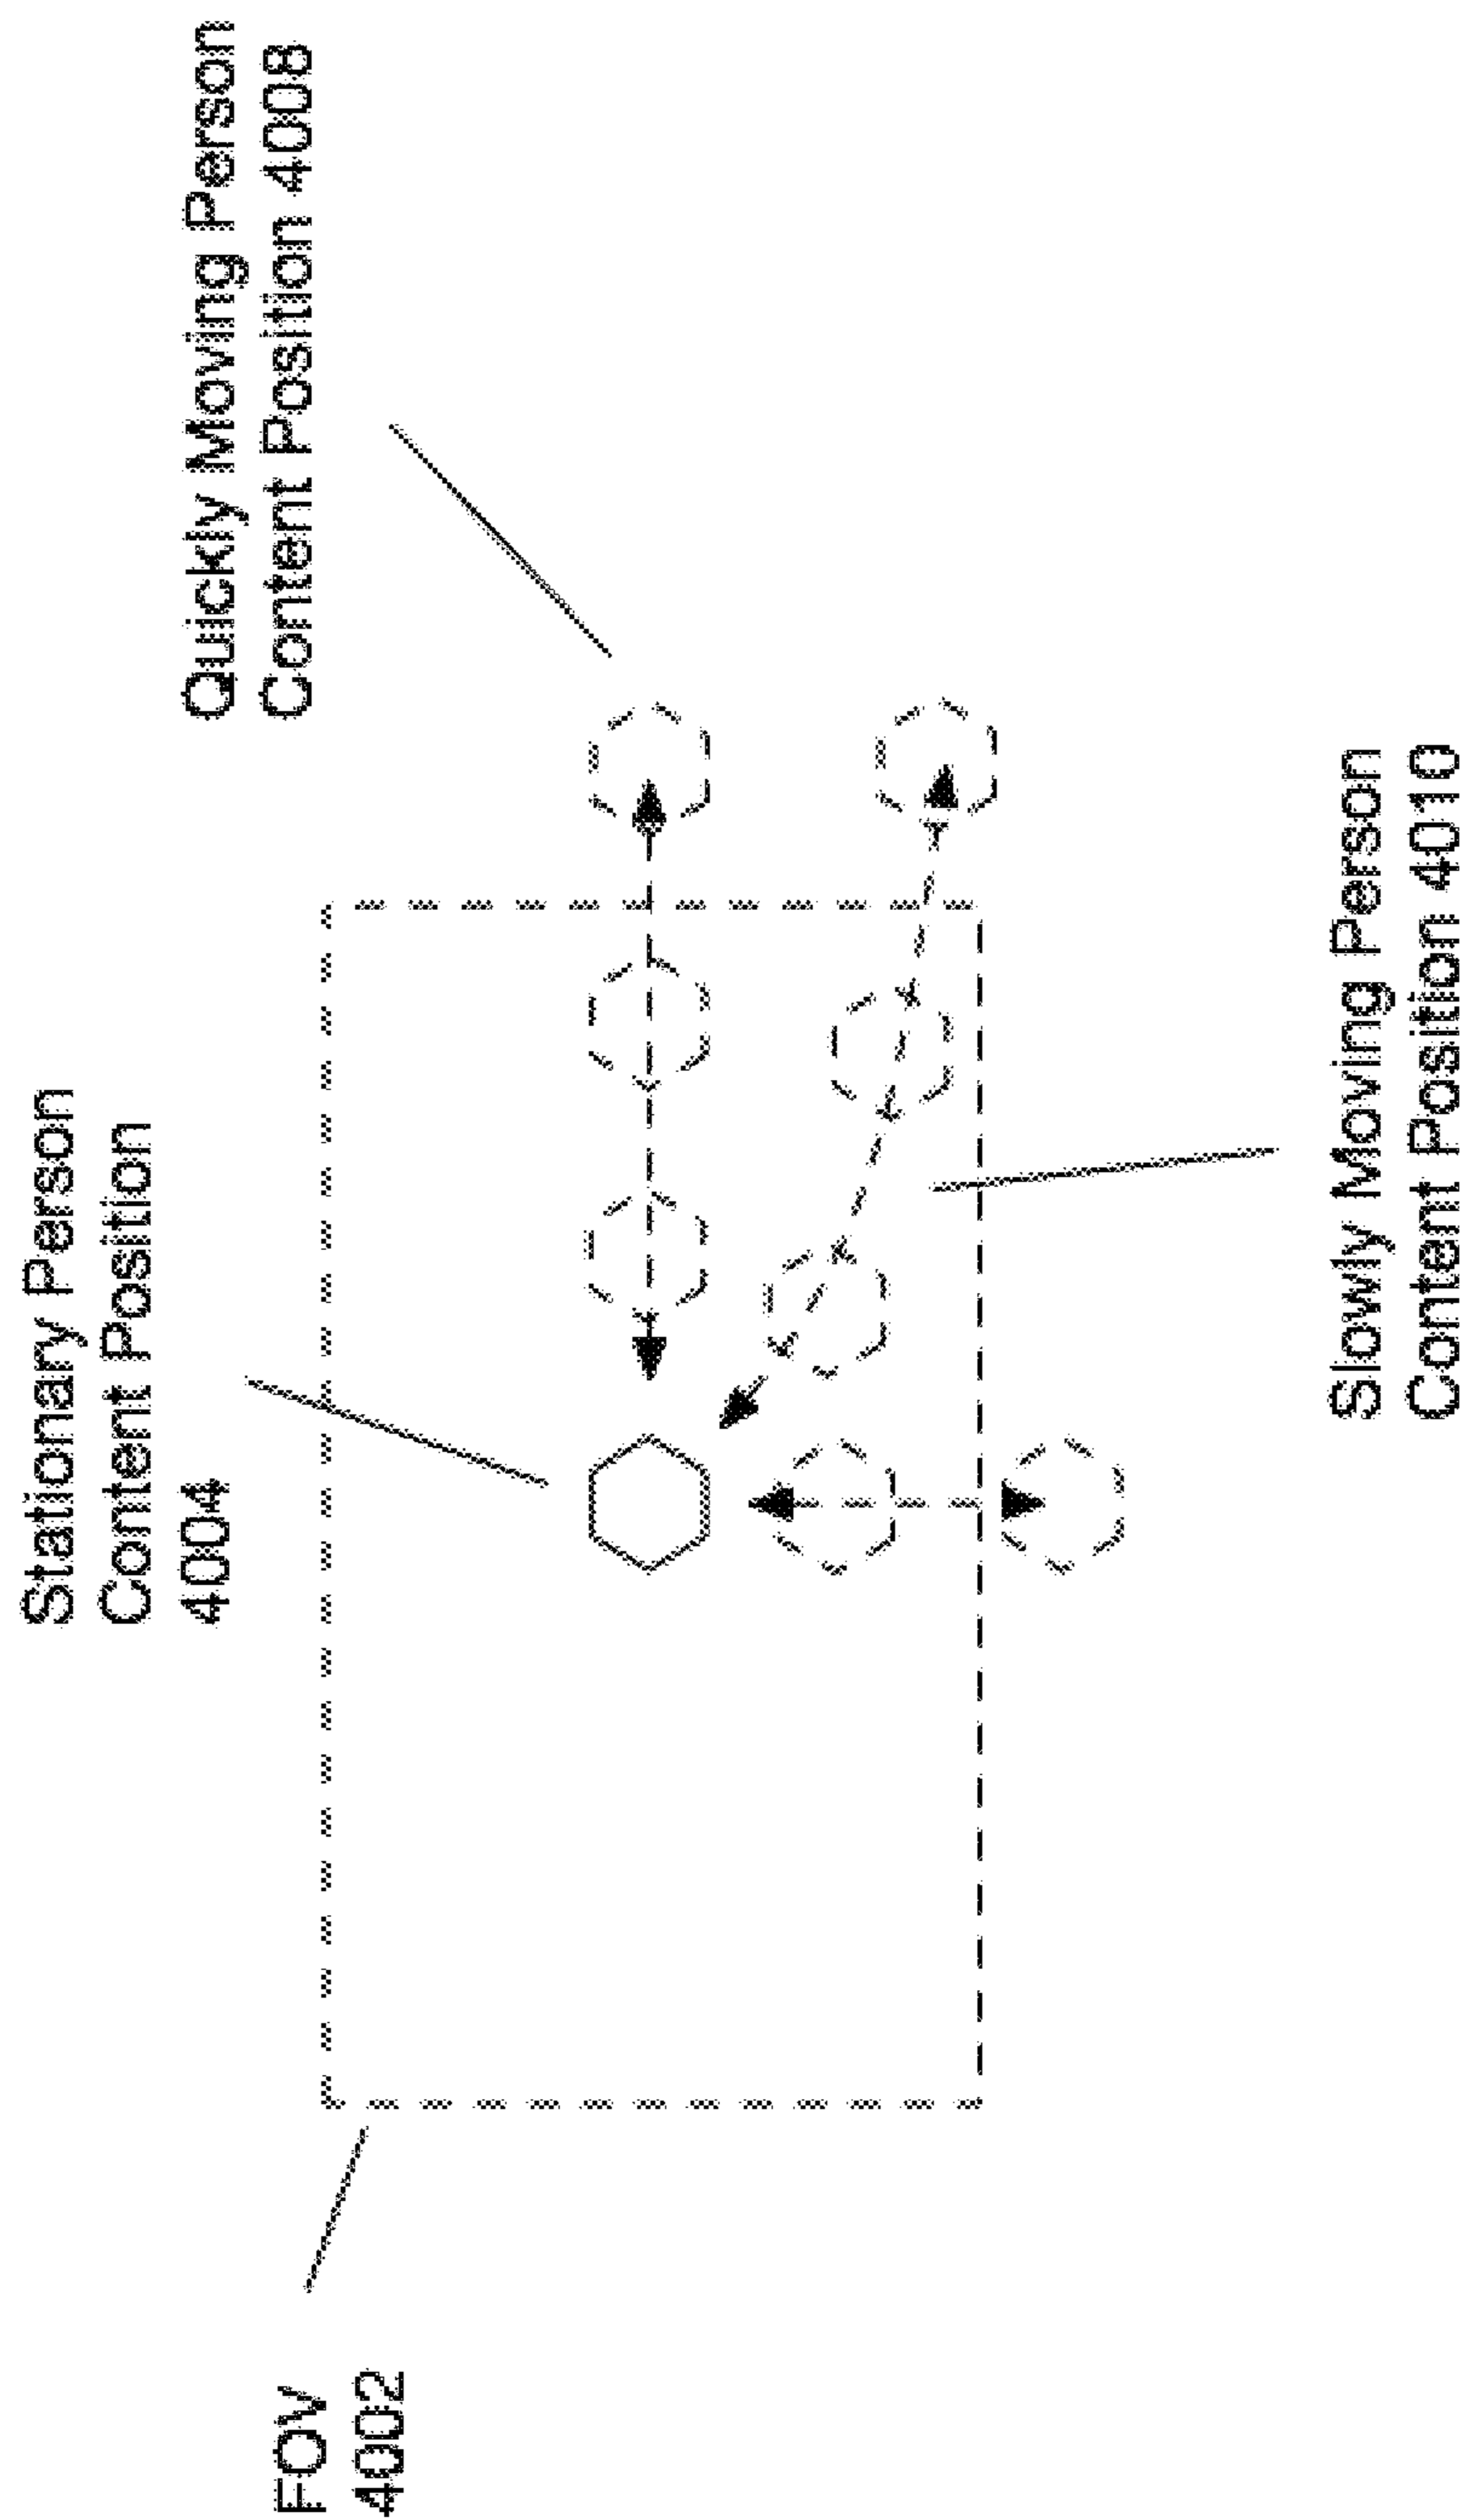 Stationary Person
Content Position
4004
Quickly Moving Person
Content Position 4008
FOV
4002
Slowly Moving Person
Content Position 4010